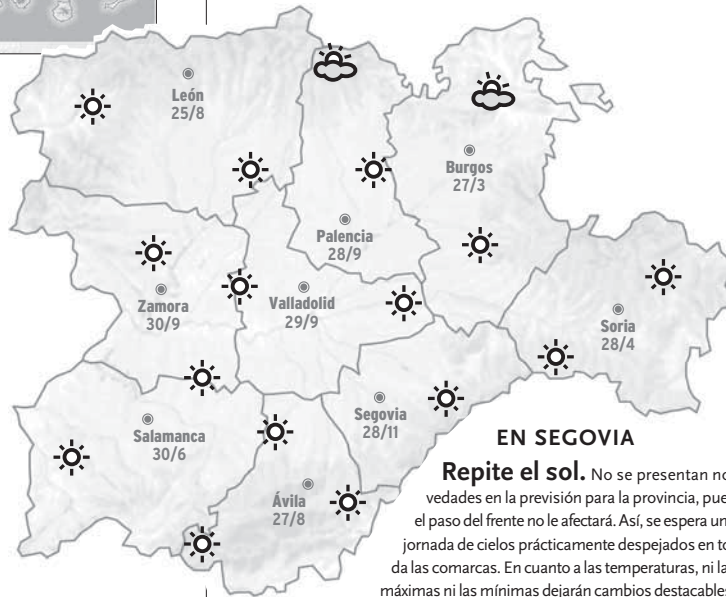 León
25/8
Burgos
27/3
Palencia
28/9
Zamora
30/9
Valladolid
29/9
Soria
28/4
Segovia
28/11
Salamanca
30/6
Ávila
27/8
EN SEGOVIA
Repite el sol. No se presentan no
vedades en la previsión para la provincia, pue
el paso del frente no le afectará. Así, se espera un
jornada de cielos prácticamente despejados en to
da las comarcas. En cuanto a las temperaturas, ni la
máximas ni las mínimas dejarán cambios destacables